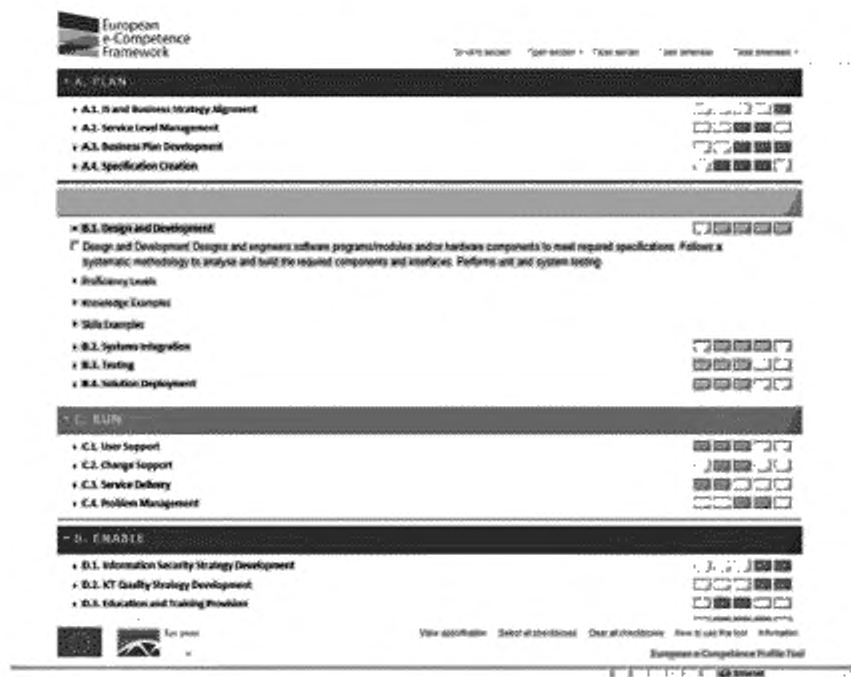 European
e-Competence
Framework
A. PLAN
A.1. IS and Business Strategy Alignment
A.2. Service Level Management
A.3. Business Plan Development
A.4. Specification Creation
B.1. Design and Development
Design and Development Designs and engineers software programs/modules and/or hardware components to meet required specifications. Follows a
systematic methodology to analyse and build the required components and interfaces. Performs unit and system testing.
Proficiency Levels
Knowledge Examples
Skills Examples
B.2. Systems Integration
B.3. Testing
B.4. Solution Deployment
C. RUN
C.1. User Support
C.2. Change Support
C.3. Service Delivery
C.4. Problem Management
D. ENABLE
D.1. Information Security Strategy Development
D.2. ICT Quality Strategy Development
D.3. Education and Training Provision
View specification Select all checkboxes Clear all checkboxes How to use the tool Information
European e-Competence Profile Tool
Internet